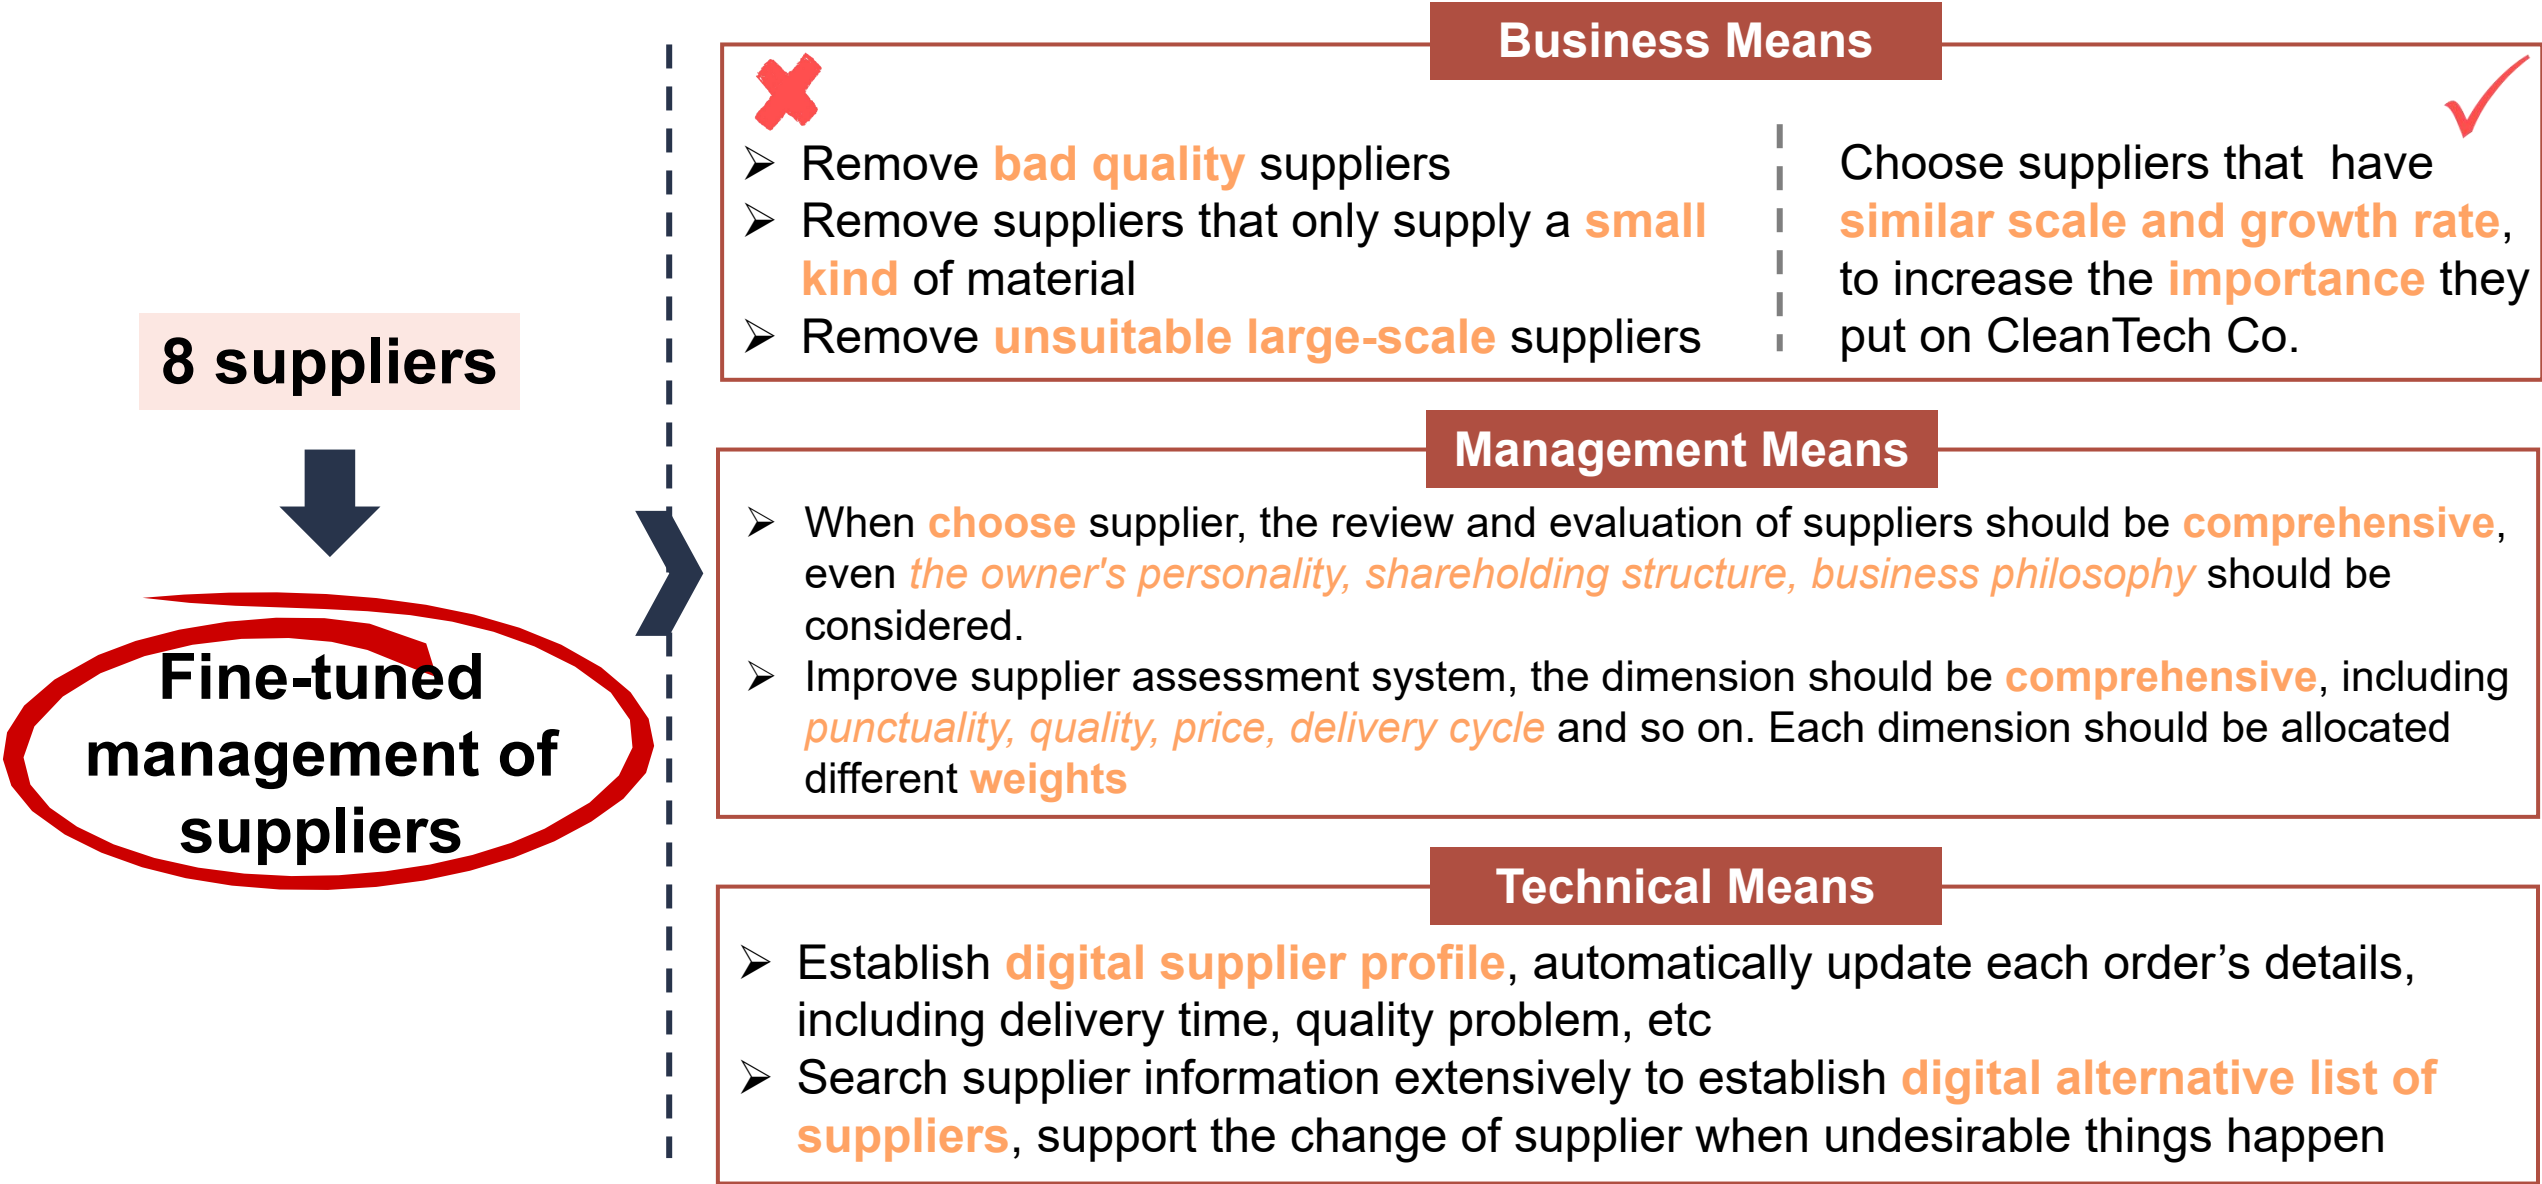 8 suppliers
Fine-tuned
management of
suppliers
Business Means
➢ Remove bad quality suppliers
➢ Remove suppliers that only supply a small
kind of material
➢ Remove unsuitable large-scale suppliers
Choose suppliers that  have
similar scale and growth rate,
to increase the importance they
put on CleanTech Co.
Management Means
➢ When choose supplier, the review and evaluation of suppliers should be comprehensive,
even the owner's personality, shareholding structure, business philosophy should be
considered.
➢ Improve supplier assessment system, the dimension should be comprehensive, including
punctuality, quality, price, delivery cycle and so on. Each dimension should be allocated
different weights
Technical Means
➢ Establish digital supplier profile, automatically update each order’s details,
including delivery time, quality problem, etc
➢ Search supplier information extensively to establish digital alternative list of
suppliers, support the change of supplier when undesirable things happen